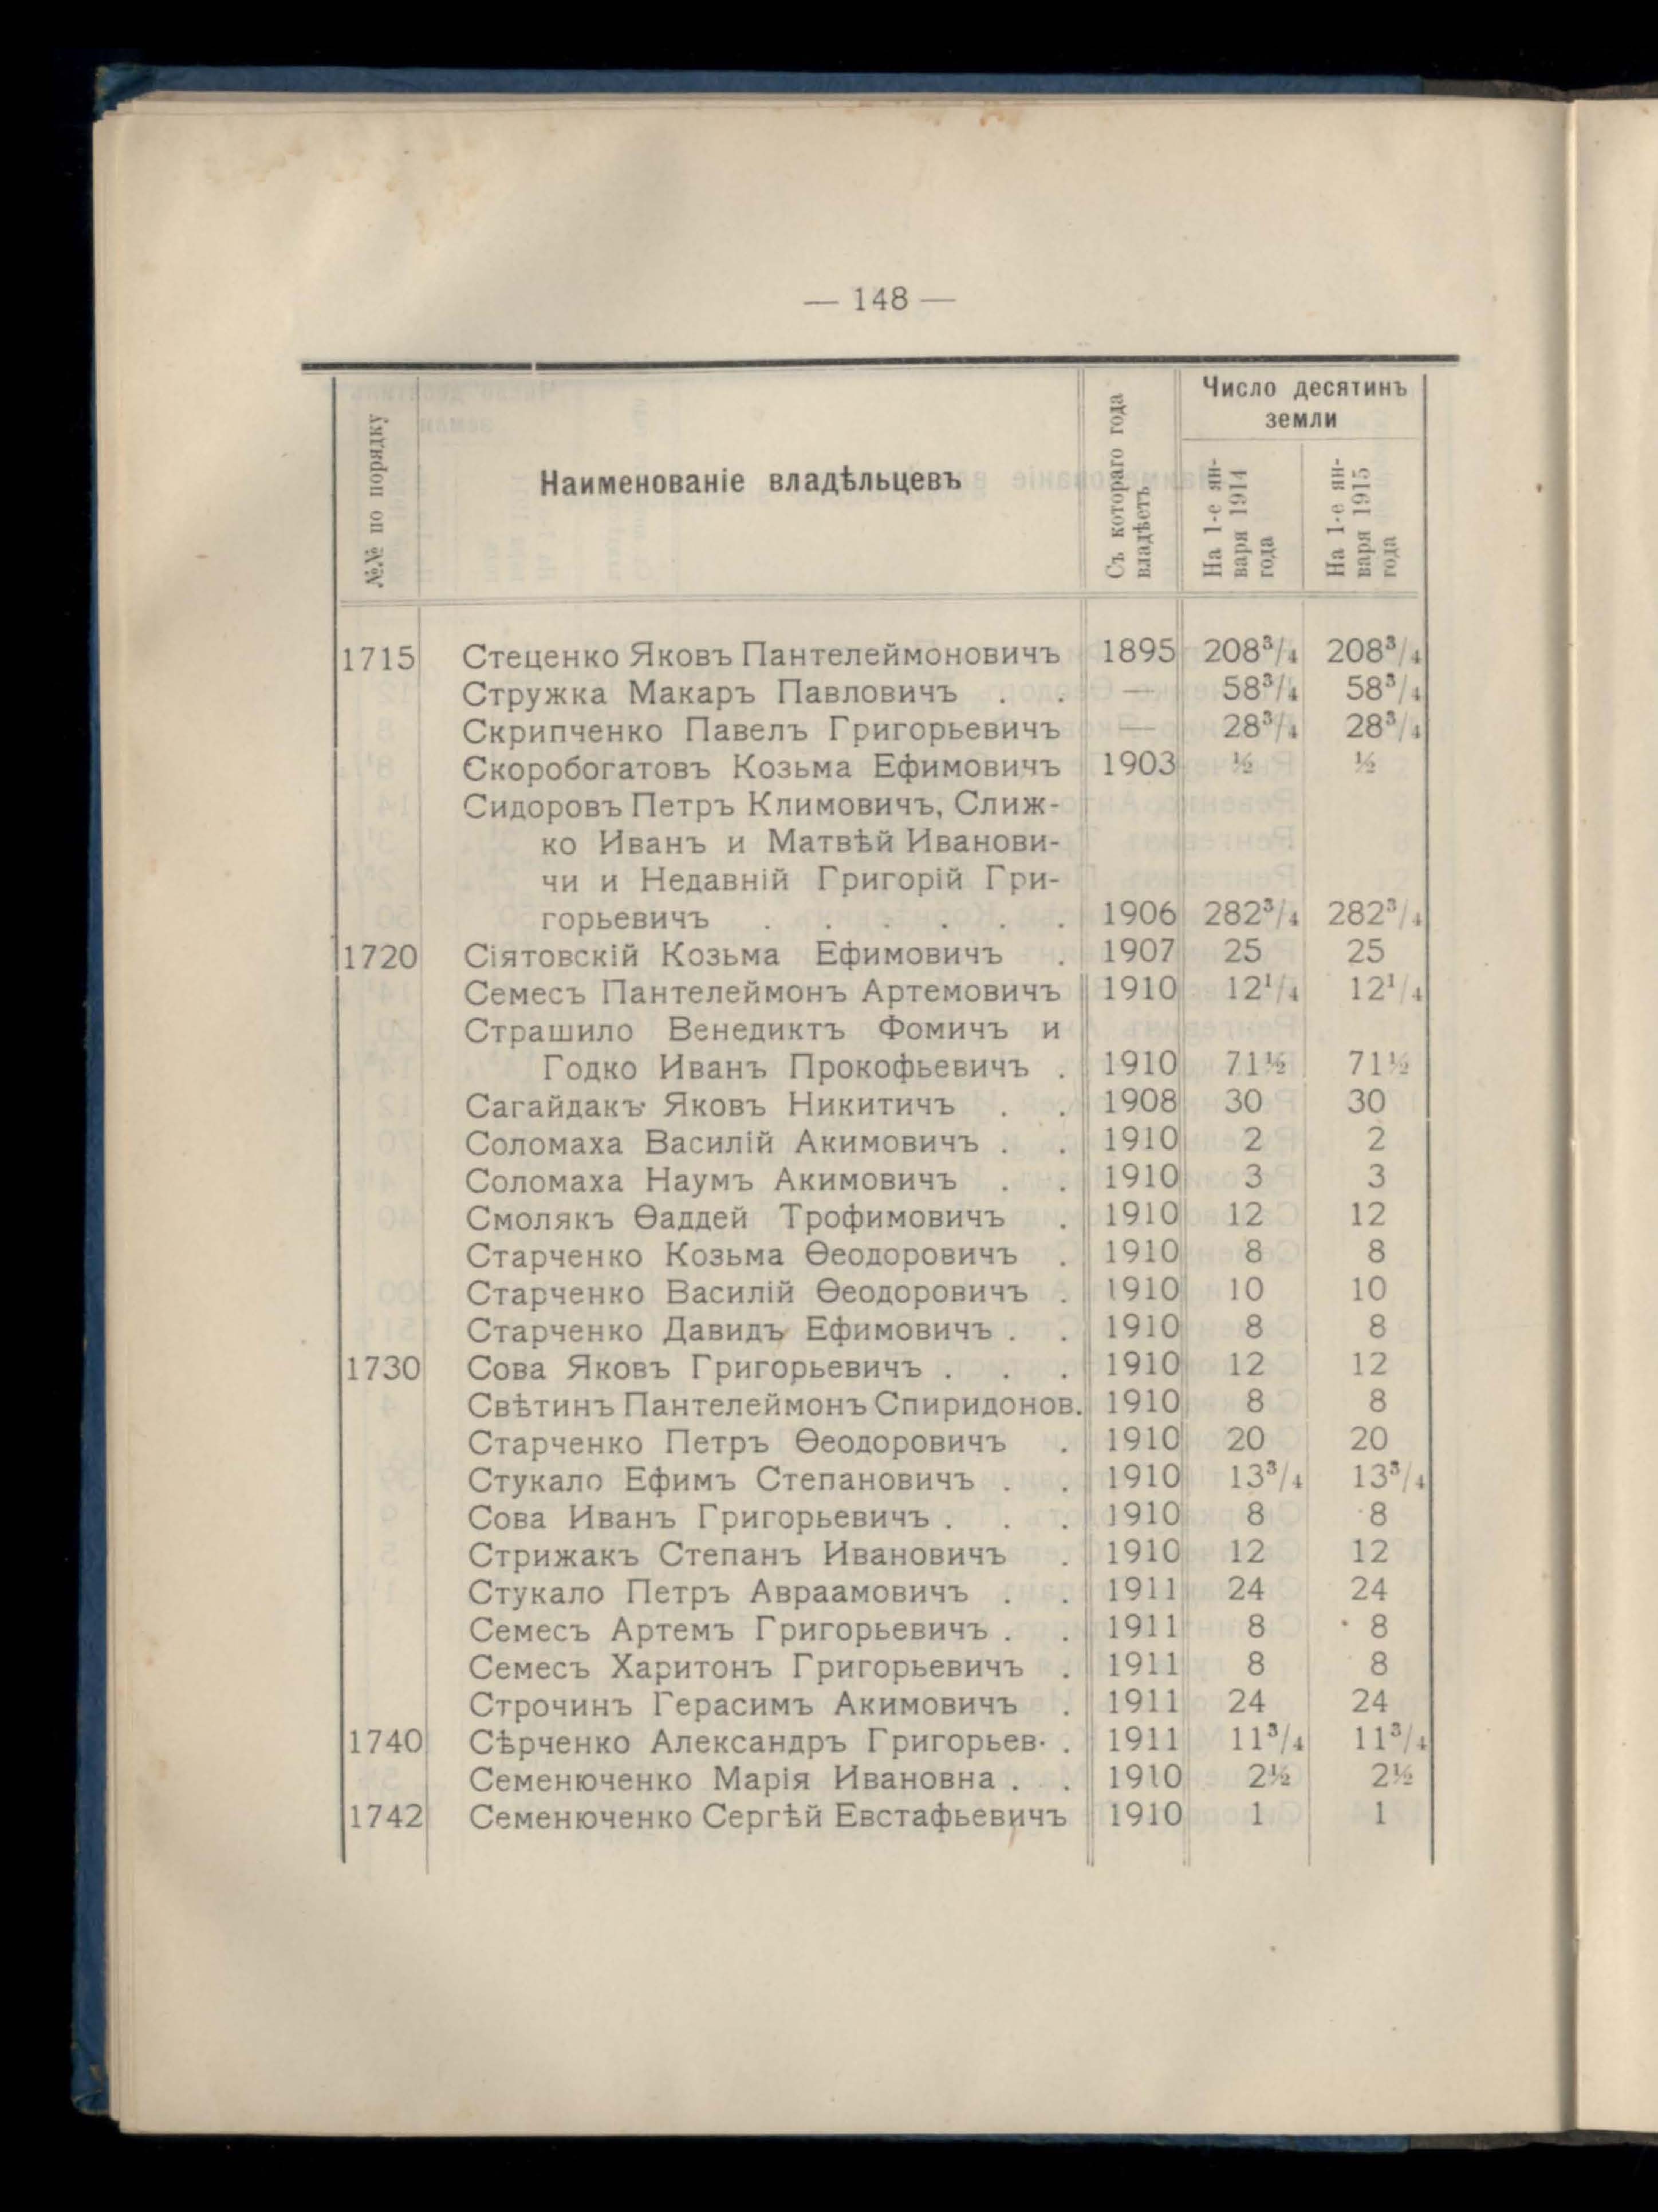 — 148 —
№№ по порядку
Наименованіе владѣльцевъ
Съ котораго года владѣетъ
Число десятинъ земли
На 1-е января 1914 года
На 1-е января 1915 года
1715 Стеценко Яковъ Пантелеймоновичъ 1895 208³/₄ 208³/₄
Стружка Макаръ Павловичъ . . — 58³/₄ 58³/₄
Скрипченко Павелъ Григорьевичъ — 28³/₄ 28³/₄
Скоробогатовъ Козьма Ефимовичъ 1903 ½ ½
Сидоровъ Петръ Климовичъ, Слиж-
ко Иванъ и Матвѣй Иванови-
чи и Недавній Григорій Гри-
горьевичъ . . . . . . 1906 282³/₄ 282³/₄
1720 Сіятовскій Козьма Ефимовичъ . 1907 25 25
Семесъ Пантелеймонъ Артемовичъ 1910 12¹/₄ 12¹/₄
Страшило Венедиктъ Фомичъ и
Годко Иванъ Прокофьевичъ . 1910 71½ 71½
Сагайдакъ Яковъ Никитичъ . . 1908 30 30
Соломаха Василій Акимовичъ . . 1910 2 2
Соломаха Наумъ Акимовичъ . . 1910 3 3
Смолякъ Ѳаддей Трофимовичъ . 1910 12 12
Старченко Козьма Ѳеодоровичъ . 1910 8 8
Старченко Василій Ѳеодоровичъ . 1910 10 10
Старченко Давидъ Ефимовичъ . . 1910 8 8
1730 Сова Яковъ Григорьевичъ . . . 1910 12 12
Свѣтинъ Пантелеймонъ Спиридонов. 1910 8 8
Старченко Петръ Ѳеодоровичъ . 1910 20 20
Стукало Ефимъ Степановичъ . . 1910 13³/₄ 13³/₄
Сова Иванъ Григорьевичъ . . . 1910 8 8
Стрижакъ Степанъ Ивановичъ . 1910 12 12
Стукало Петръ Авраамовичъ . . 1911 24 24
Семесъ Артемъ Григорьевичъ . . 1911 8 8
Семесъ Харитонъ Григорьевичъ . 1911 8 8
Строчинъ Герасимъ Акимовичъ . 1911 24 24
1740 Сѣрченко Александръ Григорьев. . 1911 11³/₄ 11³/₄
Семенюченко Марія Ивановна . . 1910 2½ 2½
1742 Семенюченко Сергѣй Евстафьевичъ 1910 1 1